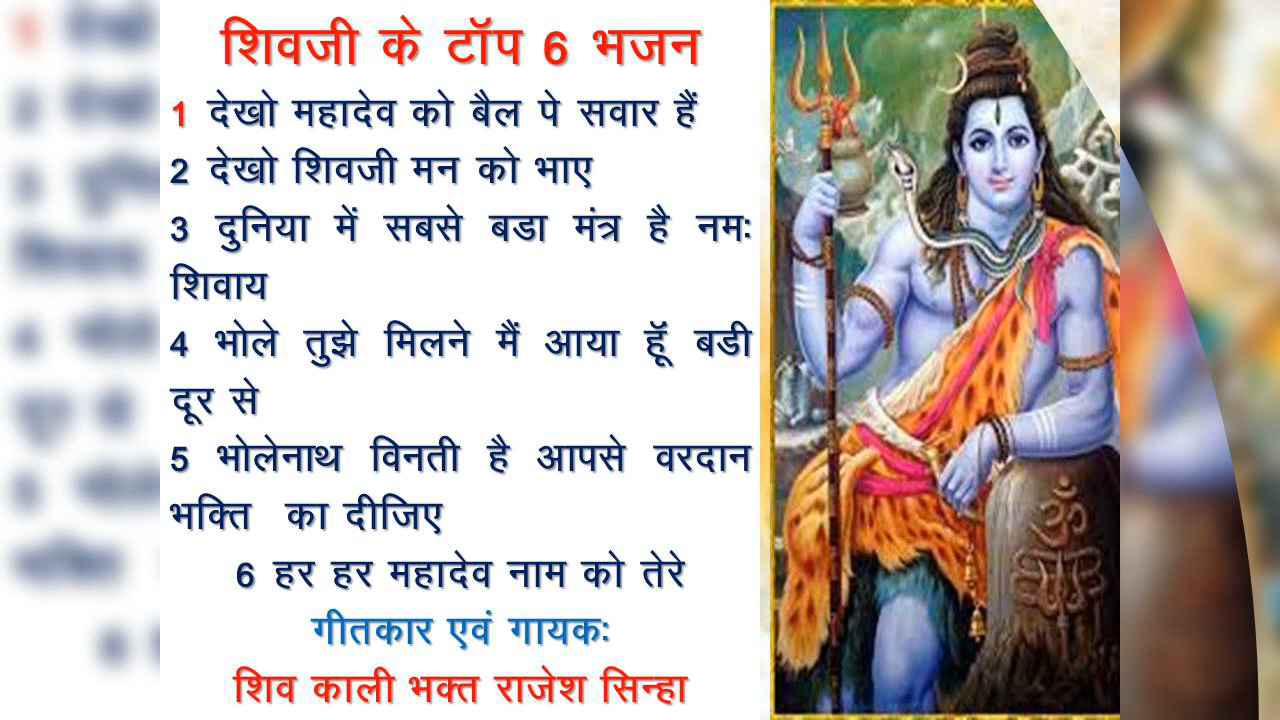 शिवजी के टॉप 6 भजन
1 देखो महादेव को बैल पे सवार हैं
2 देखो शिवजी मन को भाए
3 दुनिया में सबसे बडा मंत्र है नमः
शिवाय
4 भोले तुझे मिलने मैं आया हूॅ बडी
दूर से
5 भोलेनाथ विनती है आपसे वरदान
भक्ति का दीजिए
6 हर हर महादेव नाम को तेरे
गीतकार एवं गायकः
शिव काली भक्त राजेश सिन्हा
ॐ